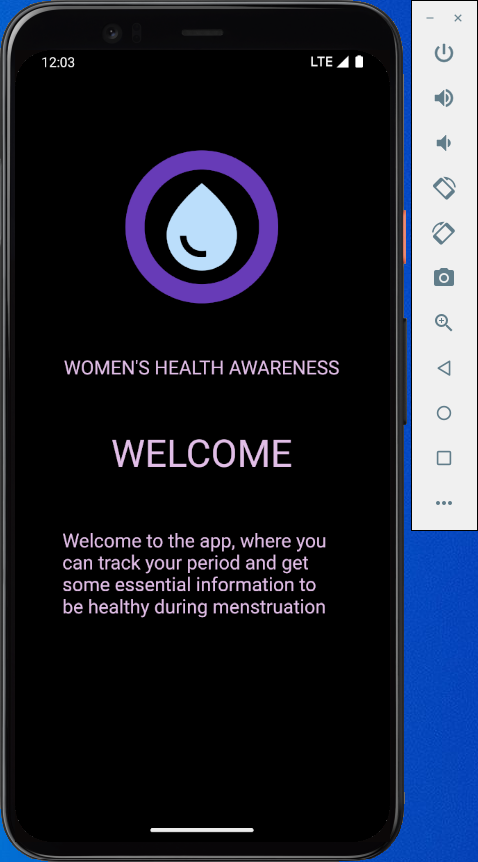 12:03
LTE
WOMEN'S HEALTH AWARENESS
WELCOME
Welcome to the app, where you
can track your period and get
some essential information to
be healthy during menstruation